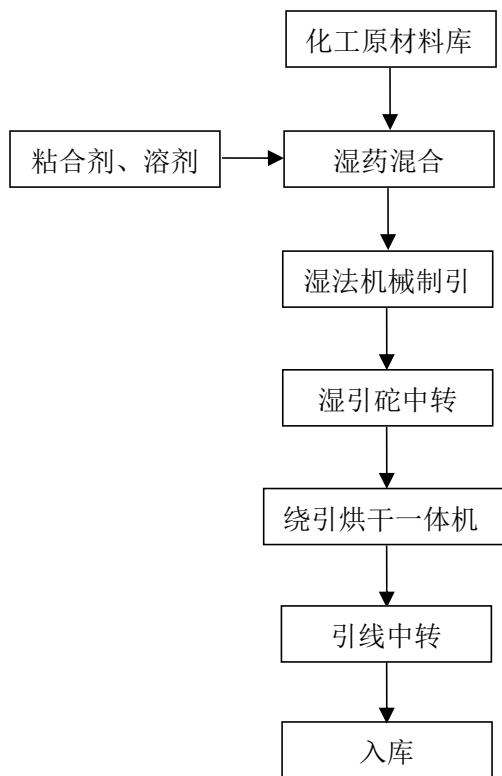 化工原材料库
粘合剂、溶剂
湿药混合
湿法机械制引
湿引砣中转
绕引烘干一体机
引线中转
入库